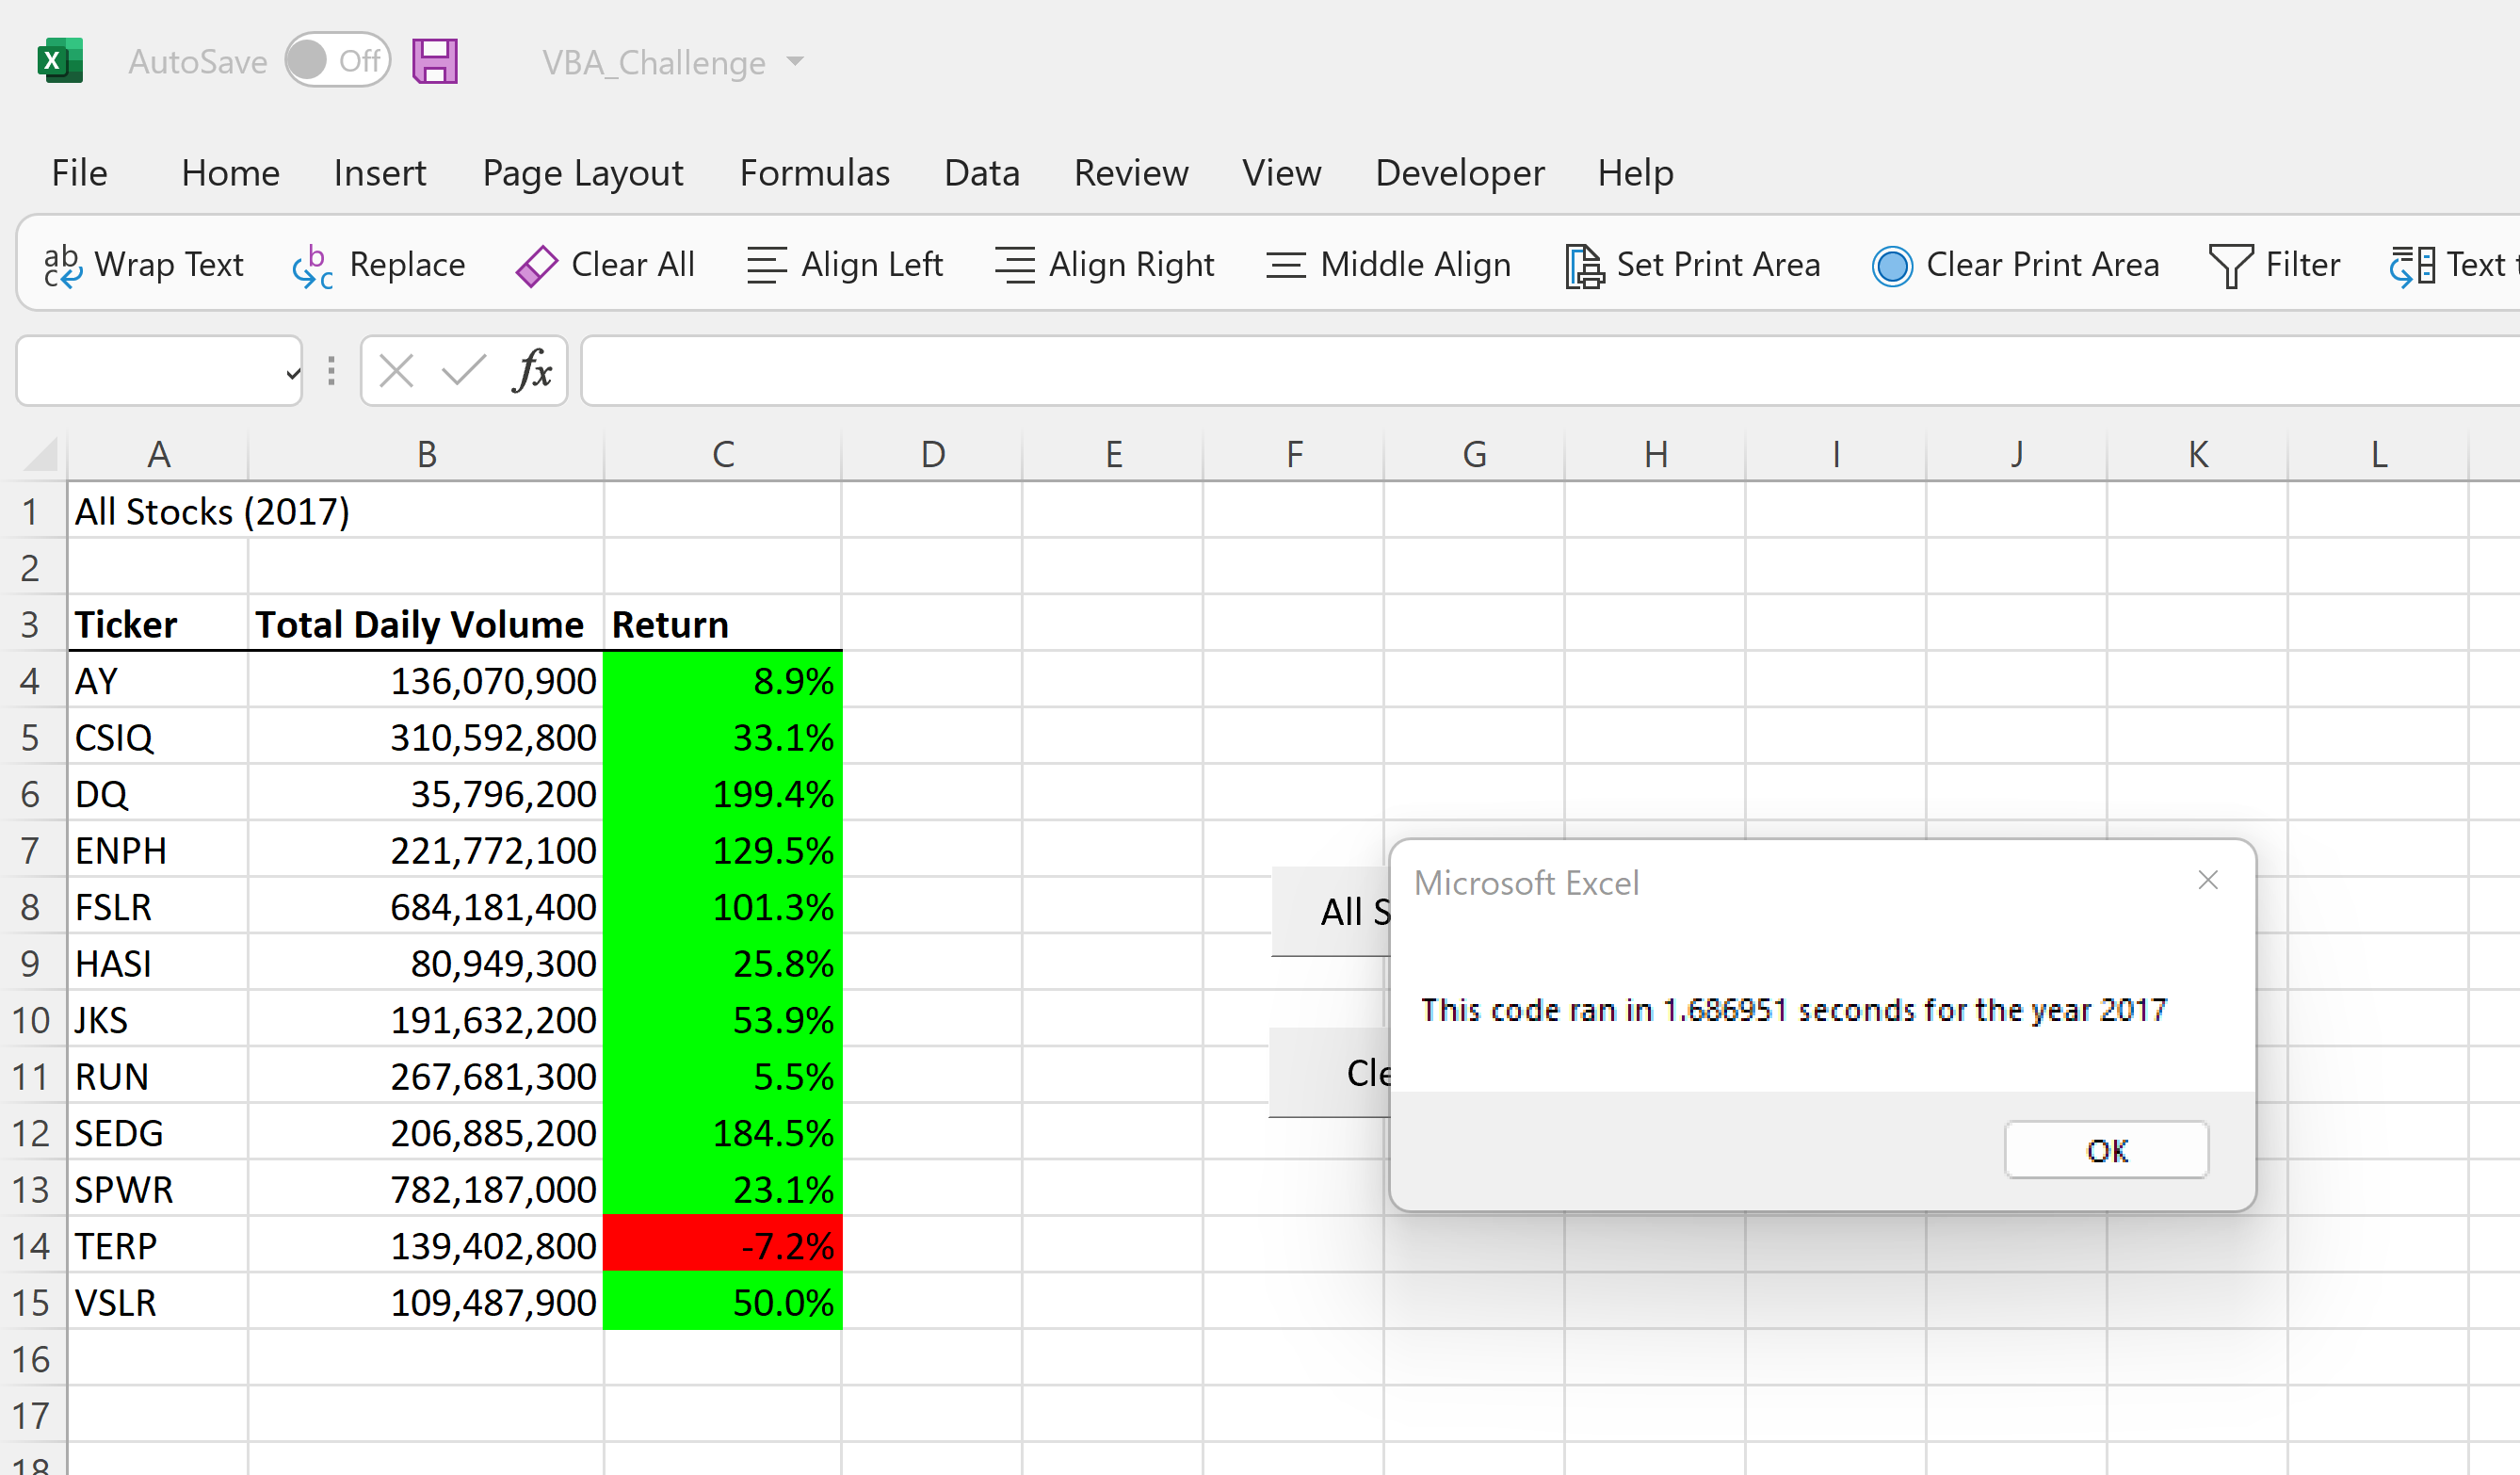 AutoSave Off VBA_Challenge
File Home Insert Page Layout Formulas Data Review View Developer Help
Wrap Text Replace Clear All Align Left Align Right Middle Align Set Print Area Clear Print Area Filter Text
fx
A B C D E F G H I J K L
1 All Stocks (2017)
2
3 Ticker Total Daily Volume Return
4 AY 136,070,900 8.9%
5 CSIQ 310,592,800 33.1%
6 DQ 35,796,200 199.4%
7 ENPH 221,772,100 129.5%
8 FSLR 684,181,400 101.3%
9 HASI 80,949,300 25.8%
10 JKS 191,632,200 53.9%
11 RUN 267,681,300 5.5%
12 SEDG 206,885,200 184.5%
13 SPWR 782,187,000 23.1%
14 TERP 139,402,800 -7.2%
15 VSLR 109,487,900 50.0%
16
17
18
All S
Cle
Microsoft Excel
This code ran in 1.686951 seconds for the year 2017
OK